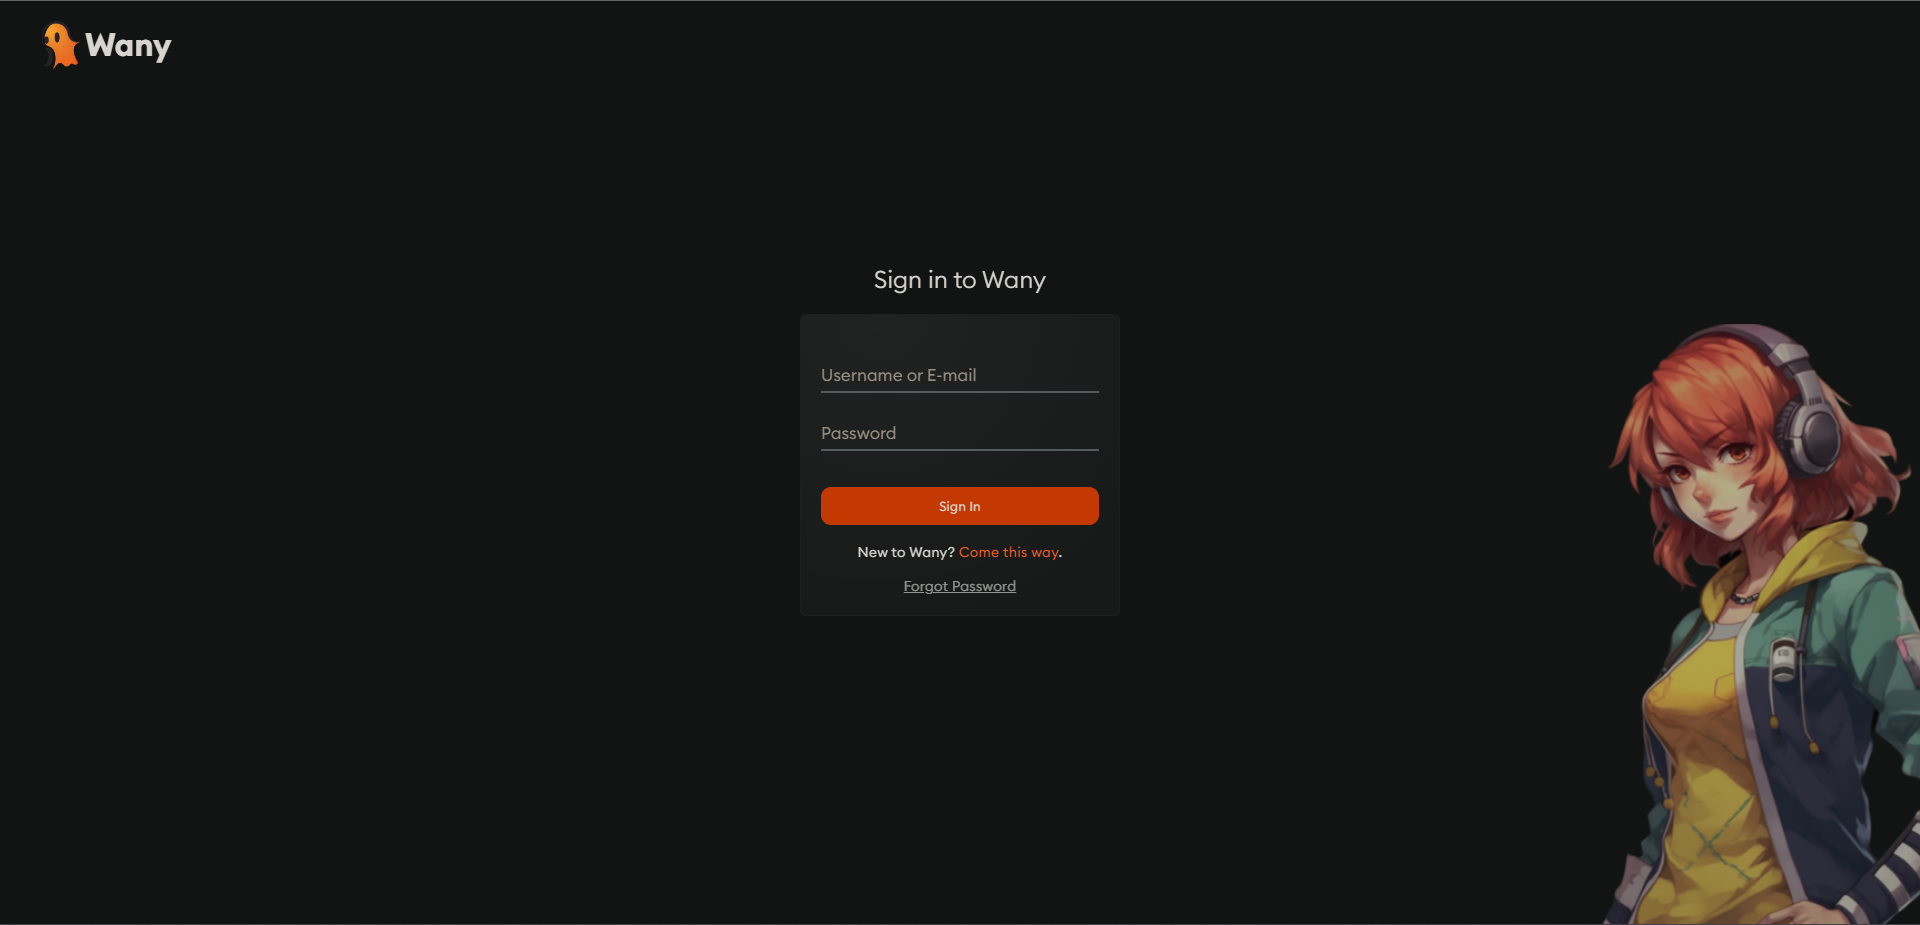 Wany
Sign in to Wany
Username or E-mail
Password
Sign In
New to Wany? Come this way.
Forgot Password